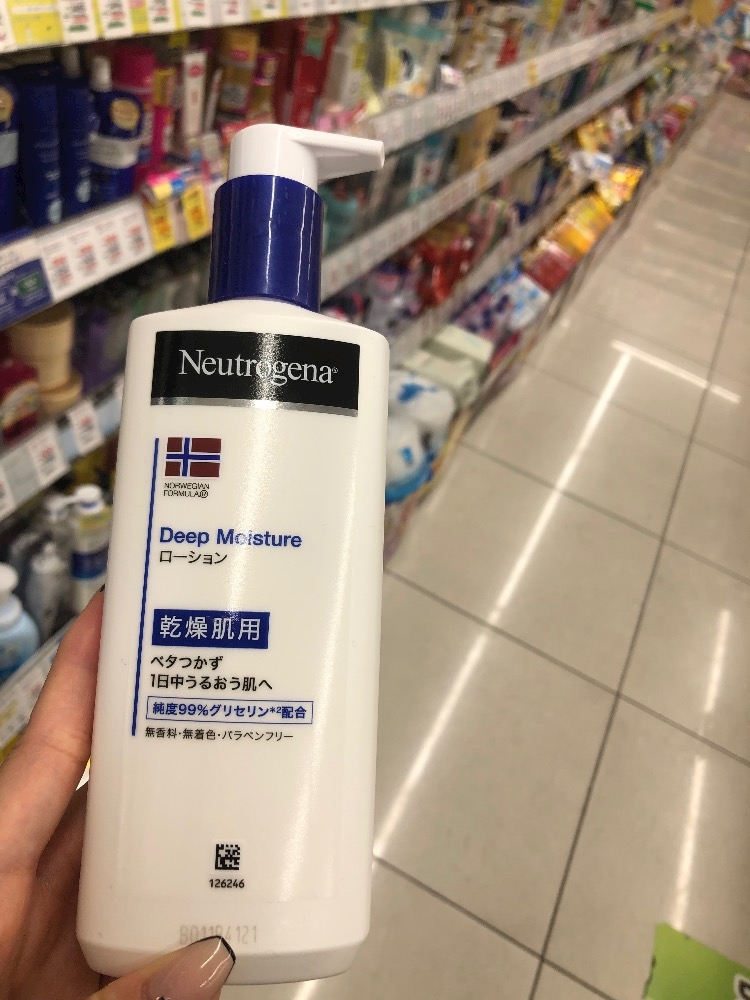 Neutrogena®
NORWEGIAN
FORMULA®
Deep Moisture
ローション
乾燥肌用
ベタつかず
1日中うるおう肌へ
純度99%グリセリン*2配合
無香料・無着色・パラベンフリー
126246